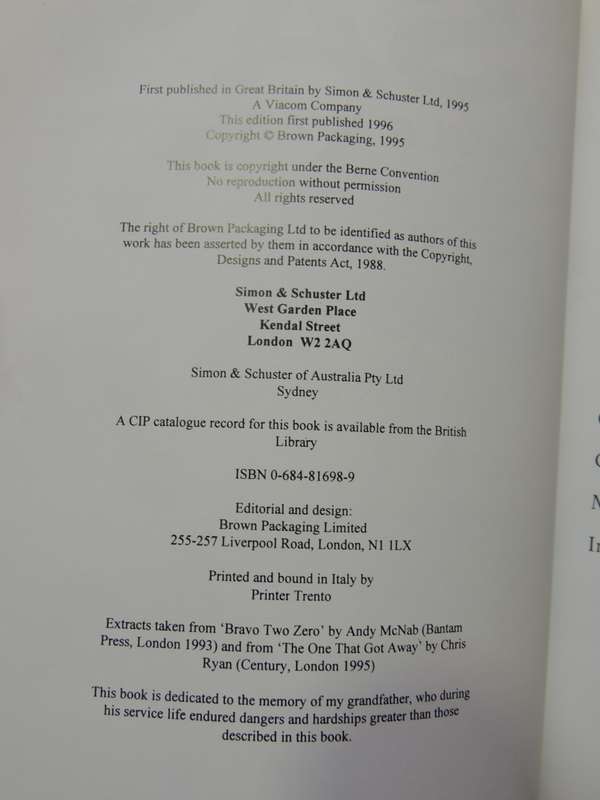 First published in Great Britain by Simon & Schuster Ltd, 1995
A Viacom Company
This edition first published 1996
Copyright © Brown Packaging, 1995
This book is copyright under the Berne Convention
No reproduction without permission
All rights reserved
The right of Brown Packaging Ltd to be identified as authors of this
work has been asserted by them in accordance with the Copyright,
Designs and Patents Act, 1988.
Simon & Schuster Ltd
West Garden Place
Kendal Street
London W2 2AQ
Simon & Schuster of Australia Pty Ltd
Sydney
A CIP catalogue record for this book is available from the British
Library
ISBN 0-684-81698-9
Editorial and design:
Brown Packaging Limited
255-257 Liverpool Road, London, N1 1LX
Printed and bound in Italy by
Printer Trento
Extracts taken from ‘Bravo Two Zero’ by Andy McNab (Bantam
Press, London 1993) and from ‘The One That Got Away’ by Chris
Ryan (Century, London 1995)
This book is dedicated to the memory of my grandfather, who during
his service life endured dangers and hardships greater than those
described in this book.